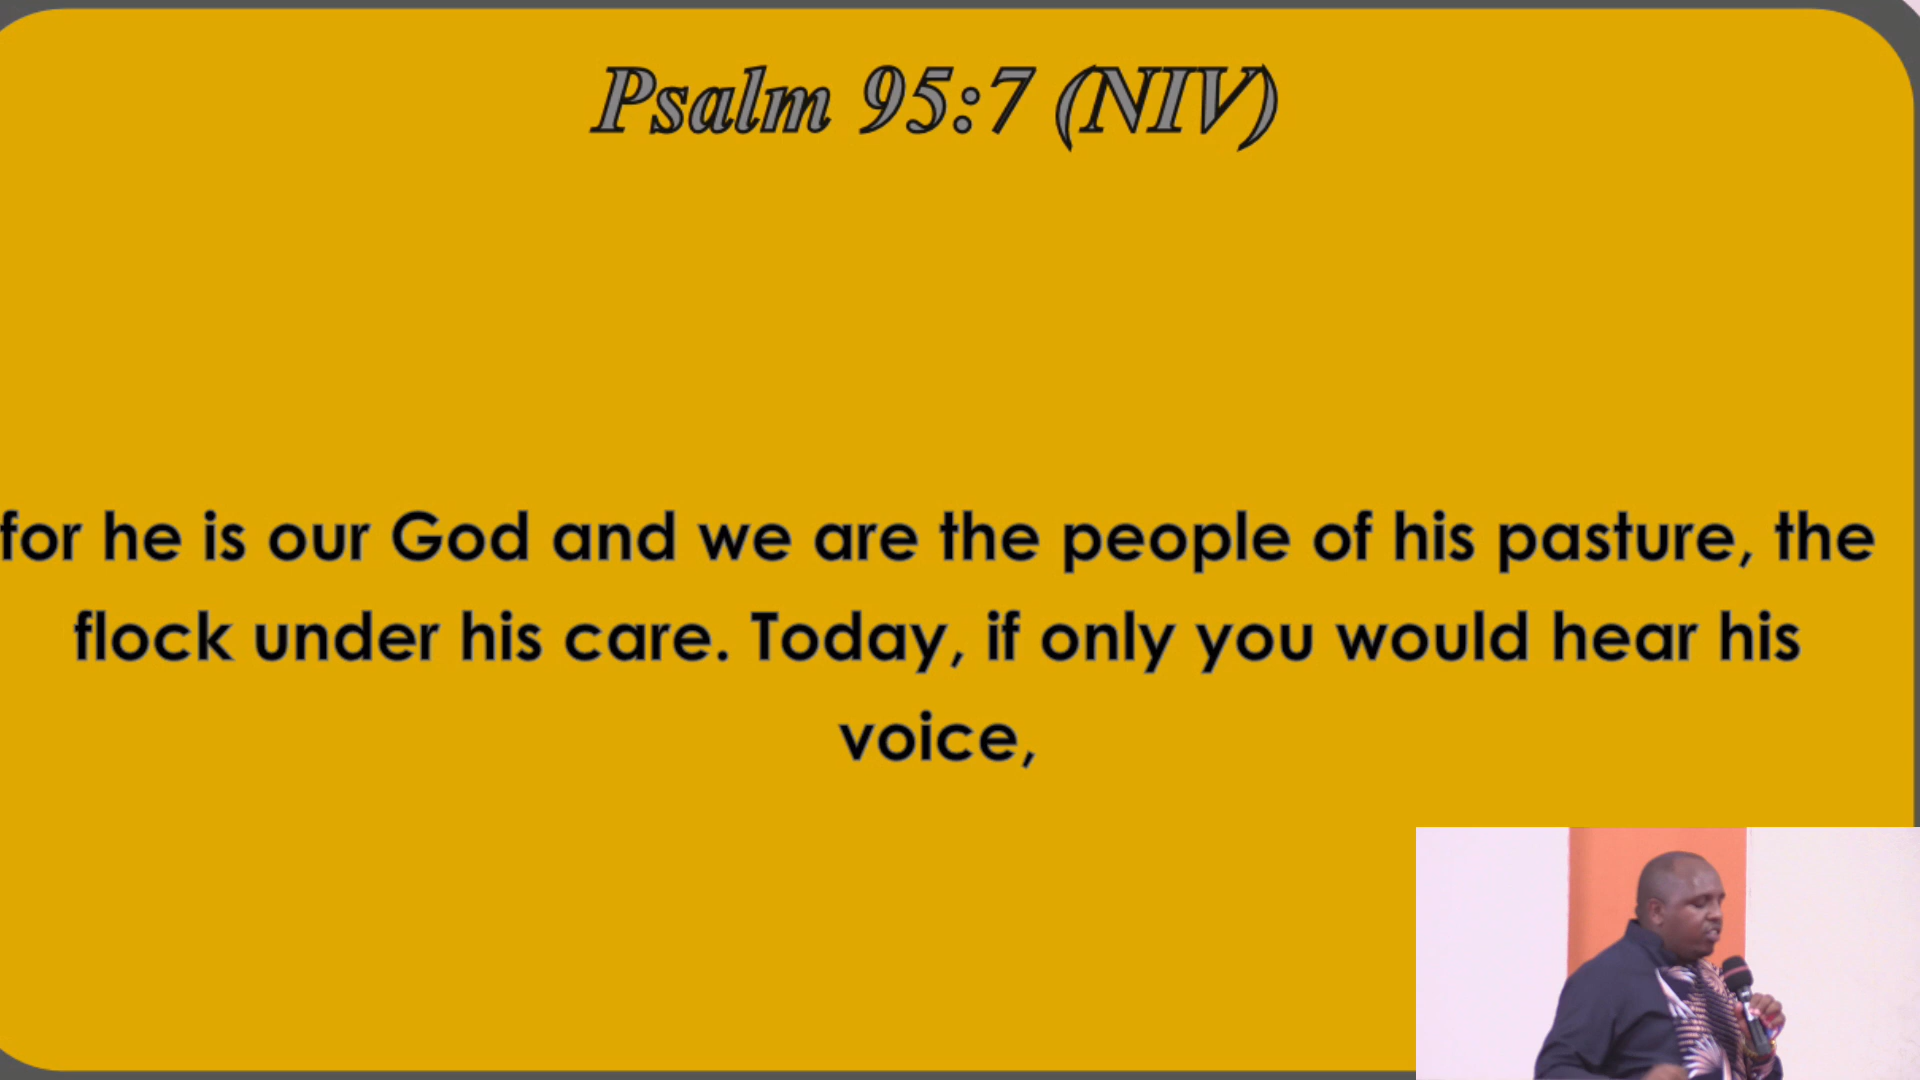 Psalm 95:7 (NIV)
for he is our God and we are the people of his pasture, the
flock under his care. Today, if only you would hear his
voice,